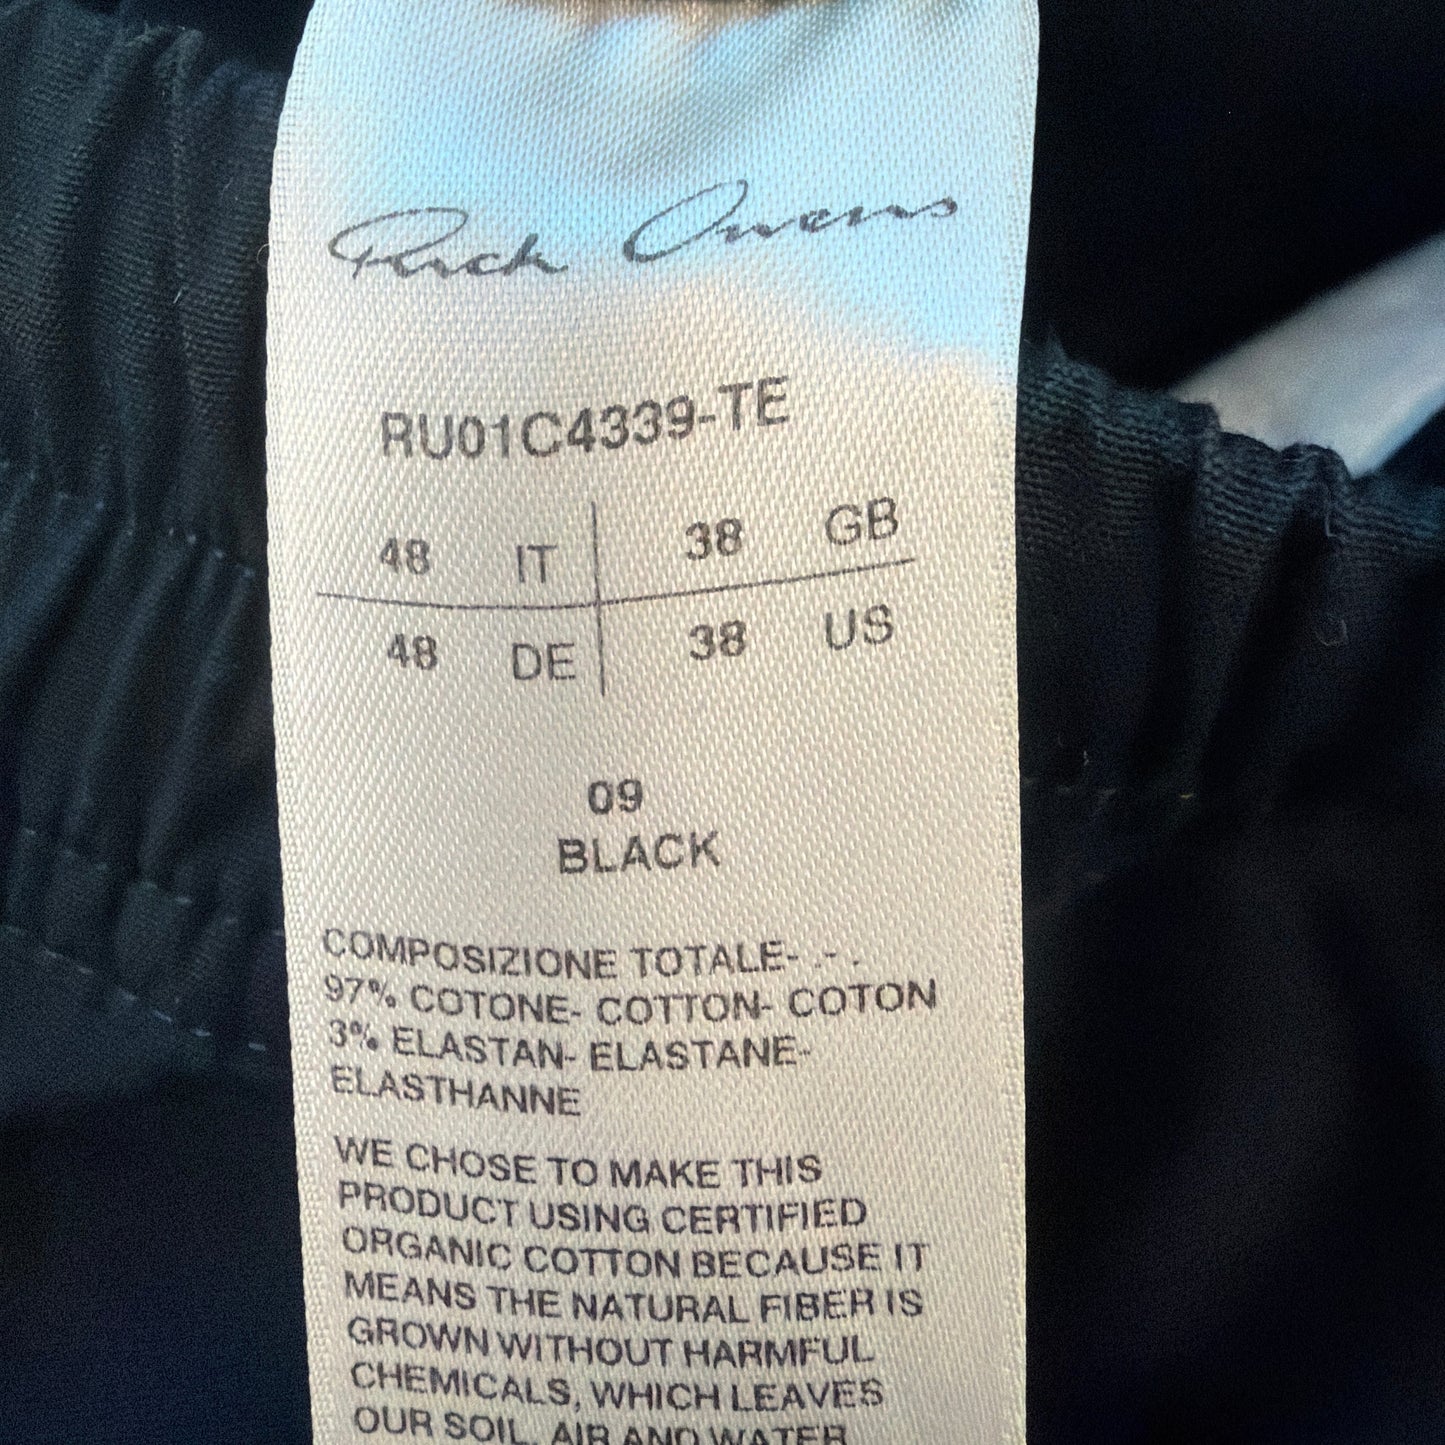 Rick Owens
RU01C4339-TE
48 IT 38 GB
48 DE 38 US
09
BLACK
COMPOSIZIONE TOTALE- .- .
97% COTONE- COTTON- COTON
3% ELASTAN- ELASTANE-
ELASTHANNE
WE CHOSE TO MAKE THIS
PRODUCT USING CERTIFIED
ORGANIC COTTON BECAUSE IT
MEANS THE NATURAL FIBER IS
GROWN WITHOUT HARMFUL
CHEMICALS, WHICH LEAVES
OUR SOIL, AIR AND WATER